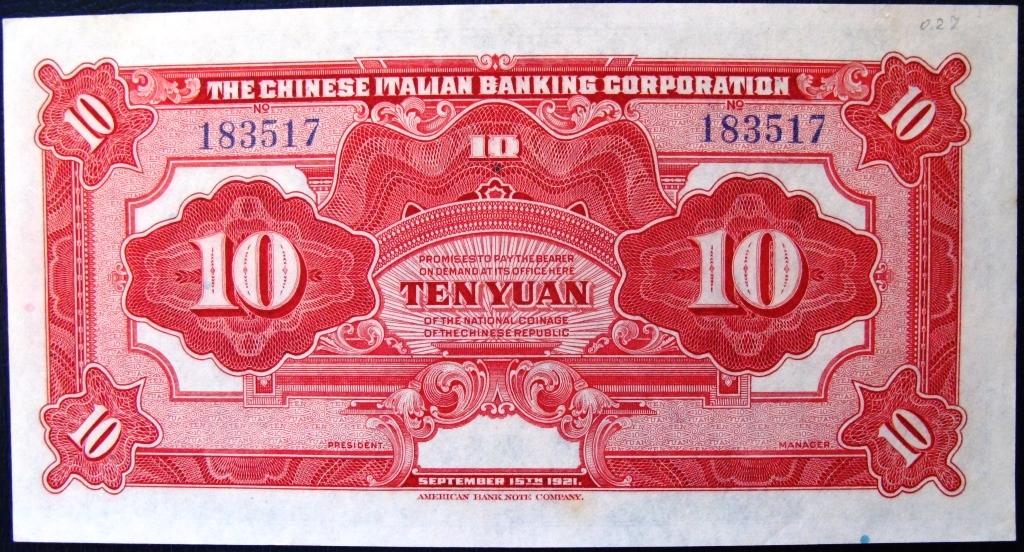 0.27
THE CHINESE ITALIAN BANKING CORPORATION
10 10
Nº Nº
183517 183517
10
10 10
PROMISES TO PAY THE BEARER
ON DEMAND AT ITS OFFICE HERE
TEN YUAN
OF THE NATIONAL COINAGE
OF THE CHINESE REPUBLIC
10 10
PRESIDENT. MANAGER.
SEPTEMBER 15TH 1921.
AMERICAN BANK NOTE COMPANY.